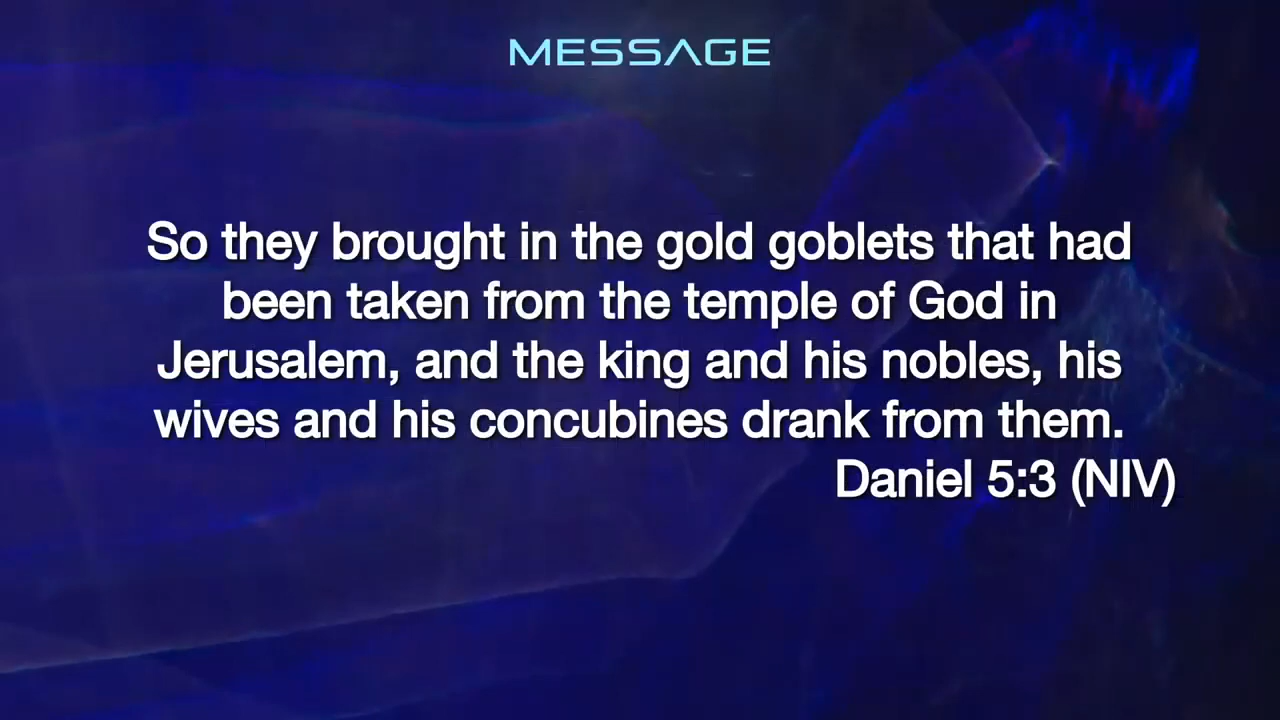 MESSAGE
So they brought in the gold goblets that had
been taken from the temple of God in
Jerusalem, and the king and his nobles, his
wives and his concubines drank from them.
Daniel 5:3 (NIV)